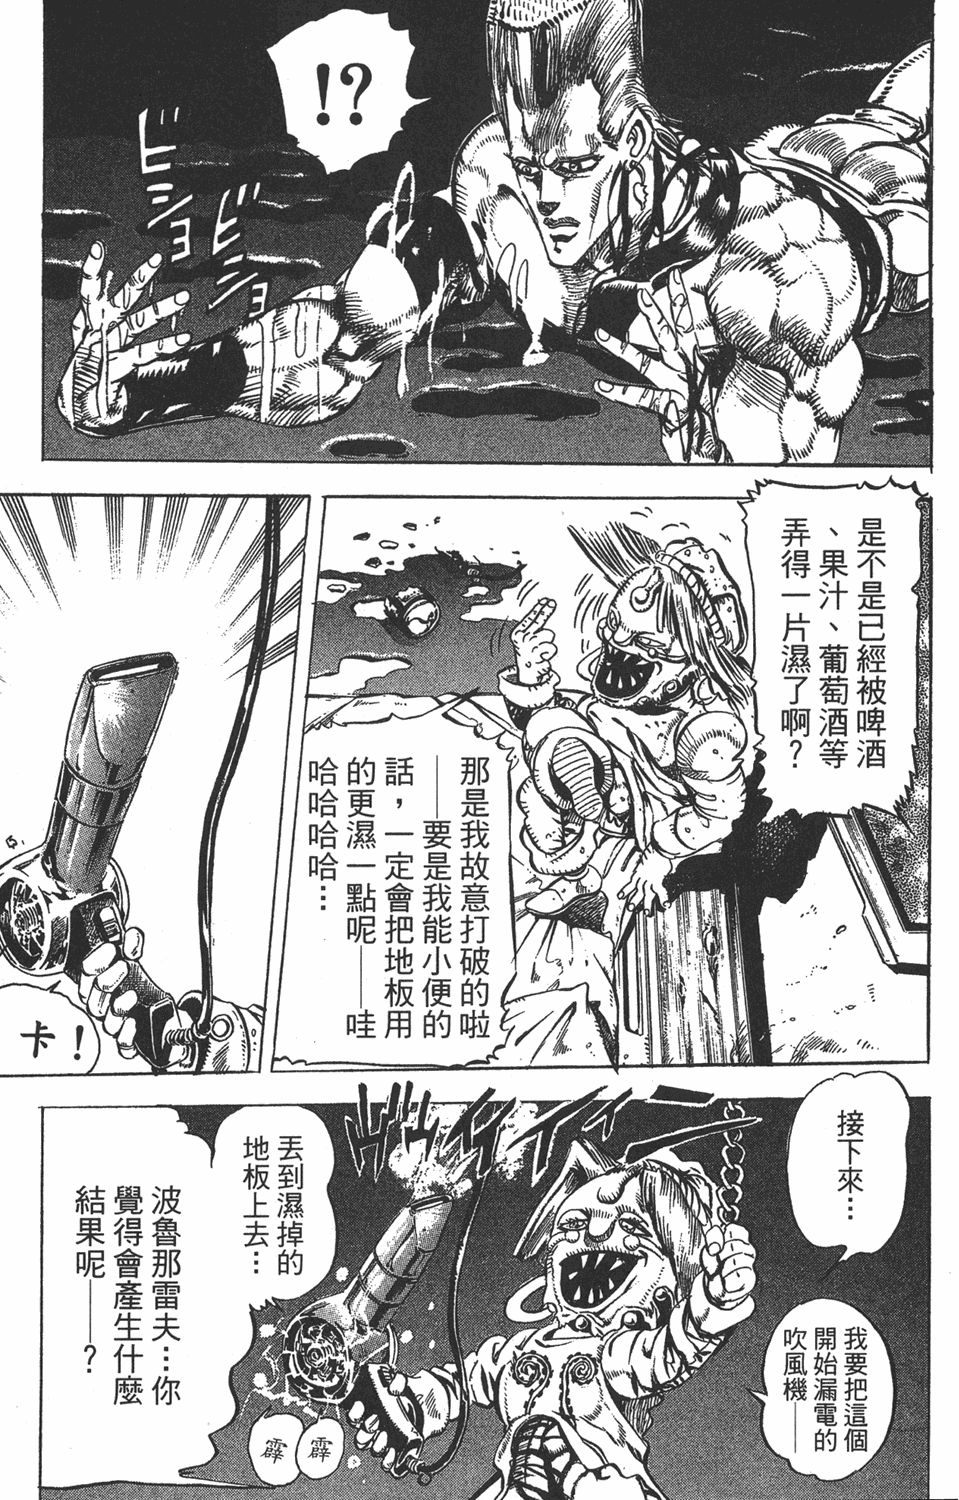 !?
ビショ
ビショ
是不是已經被啤酒
、果汁、葡萄酒等
弄得一片濕了啊?
那是我故意打破的啦
——要是我能小便的
話，一定會把地板用
的更濕一點呢——哇
哈哈哈哈…
卡!
接下來…
我要把這個
開始漏電的
吹風機——
丟到濕掉的
地板上去…
霹
霹
波魯那雷夫…你
覺得會產生什麼
結果呢——?